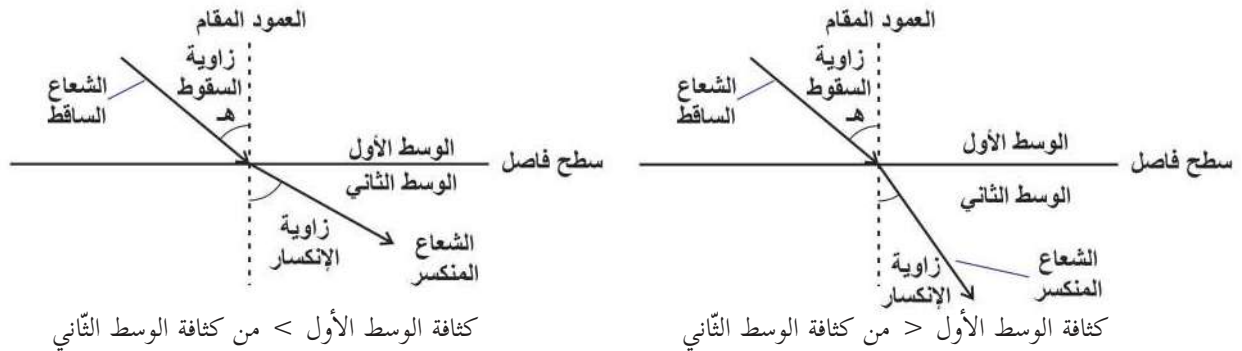 العمود المقام
زاوية
السقوط
هـ
الشعاع
الساقط
الوسط الأول
سطح فاصل
الوسط الثاني
زاوية
الإنكسار
الشعاع
المنكسر
كثافة الوسط الأول > من كثافة الوسط الثّاني
العمود المقام
زاوية
السقوط
هـ
الشعاع
الساقط
الوسط الأول
سطح فاصل
الوسط الثاني
زاوية
الإنكسار
الشعاع
المنكسر
كثافة الوسط الأول < من كثافة الوسط الثّاني